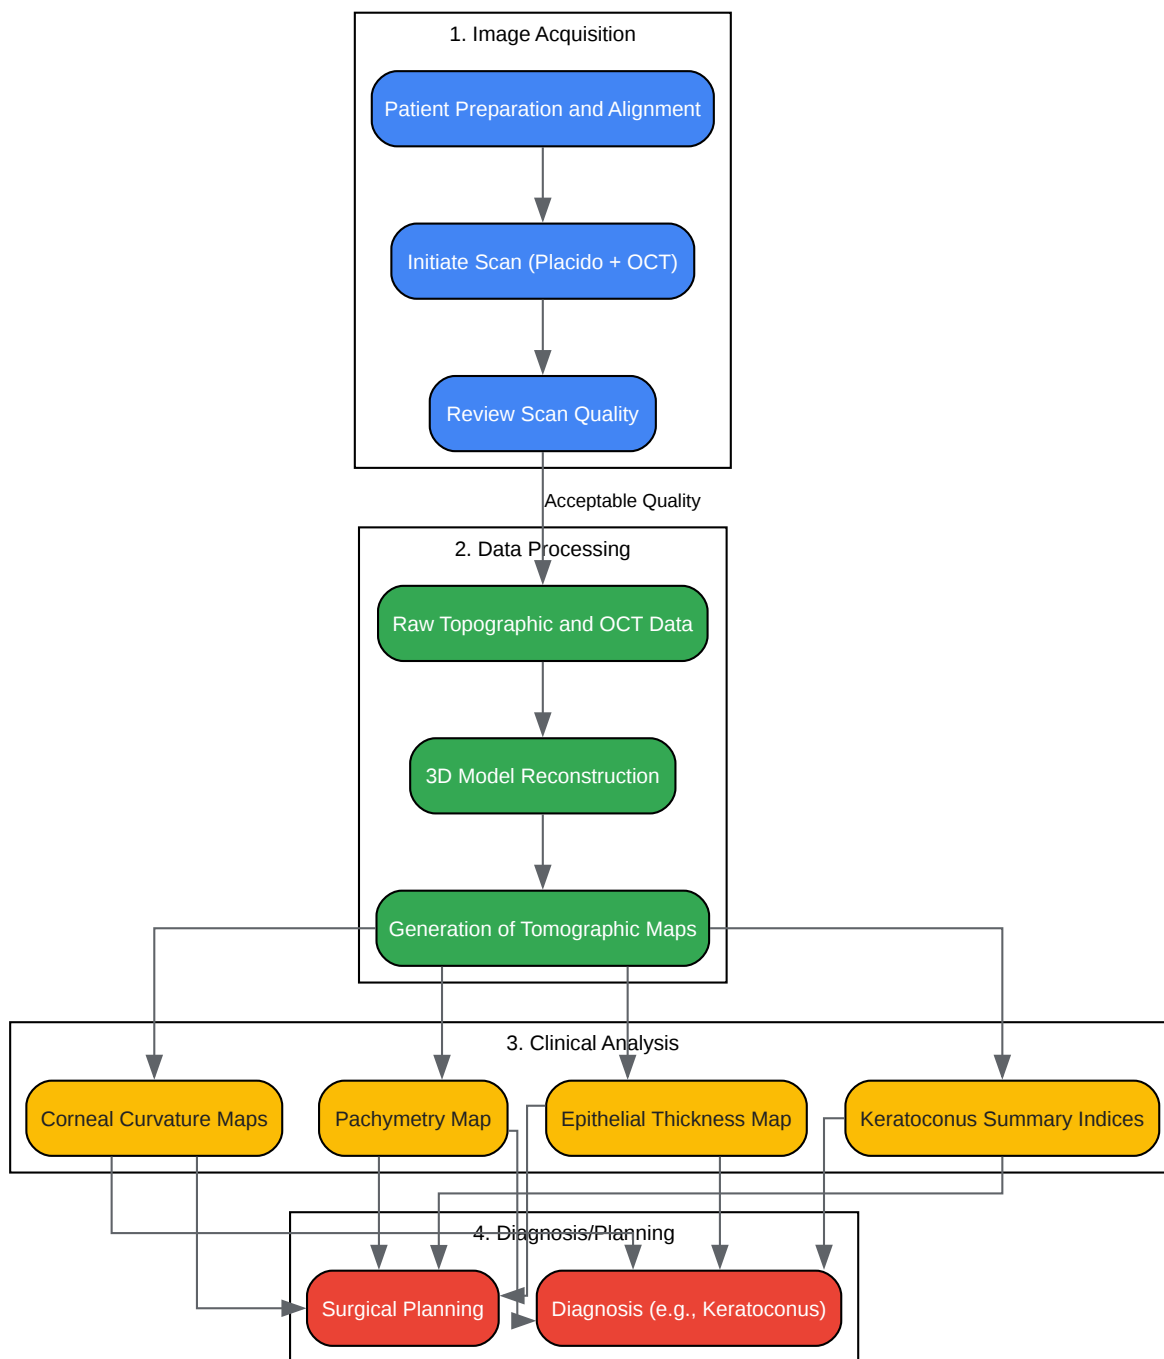 1. Image Acquisition
Patient Preparation and Alignment
Initiate Scan (Placido + OCT)
Review Scan Quality
Acceptable Quality
2. Data Processing
Raw Topographic and OCT Data
3D Model Reconstruction
Generation of Tomographic Maps
3. Clinical Analysis
Corneal Curvature Maps
Pachymetry Map
Epithelial Thickness Map
Keratoconus Summary Indices
4. Diagnosis/Planning
Surgical Planning
Diagnosis (e.g., Keratoconus)